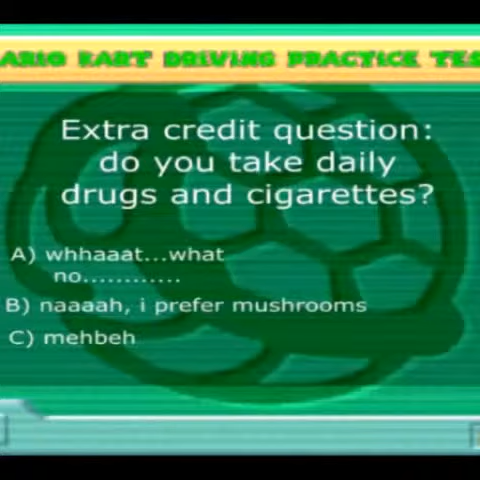 ARIO KART DRIVING PRACTICE TES
Extra credit question:
do you take daily
drugs and cigarettes?
A) whhaaat...what
no............
B) naaaah, i prefer mushrooms
C) mehbeh